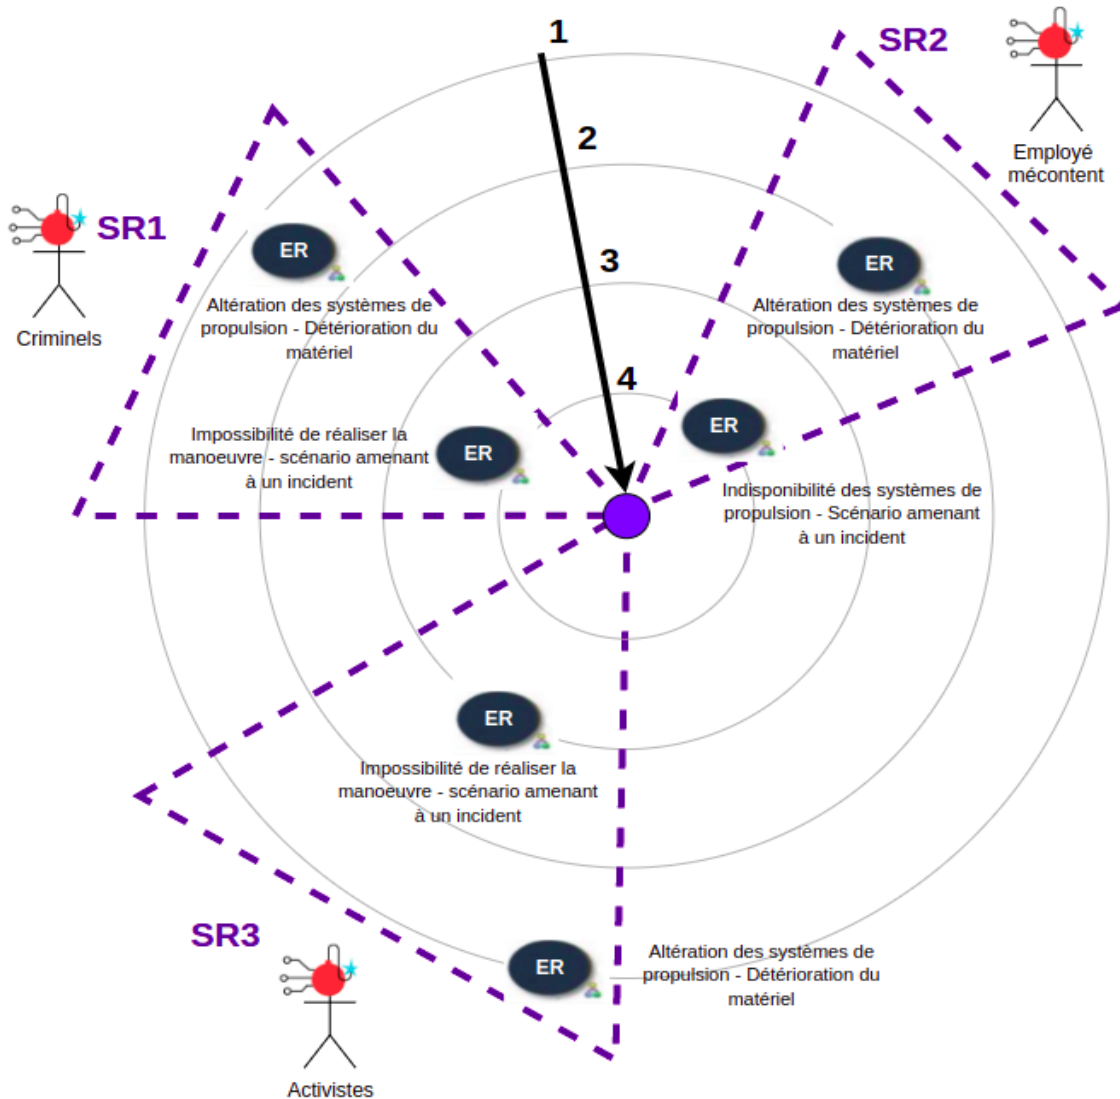 1
SR2
Employé
mécontent
2
SR1
Criminels
ER
Altération des systèmes de
propulsion - Détérioration du
matériel
3
ER
Altération des systèmes de
propulsion - Détérioration du
matériel
4
Impossibilité de réaliser la
manoeuvre - scénario amenant
à un incident
ER
ER
Indisponibilité des systèmes de
propulsion - Scénario amenant
à un incident
ER
Impossibilité de réaliser la
manoeuvre - scénario amenant
à un incident
SR3
Activistes
ER
Altération des systèmes de
propulsion - Détérioration du
matériel